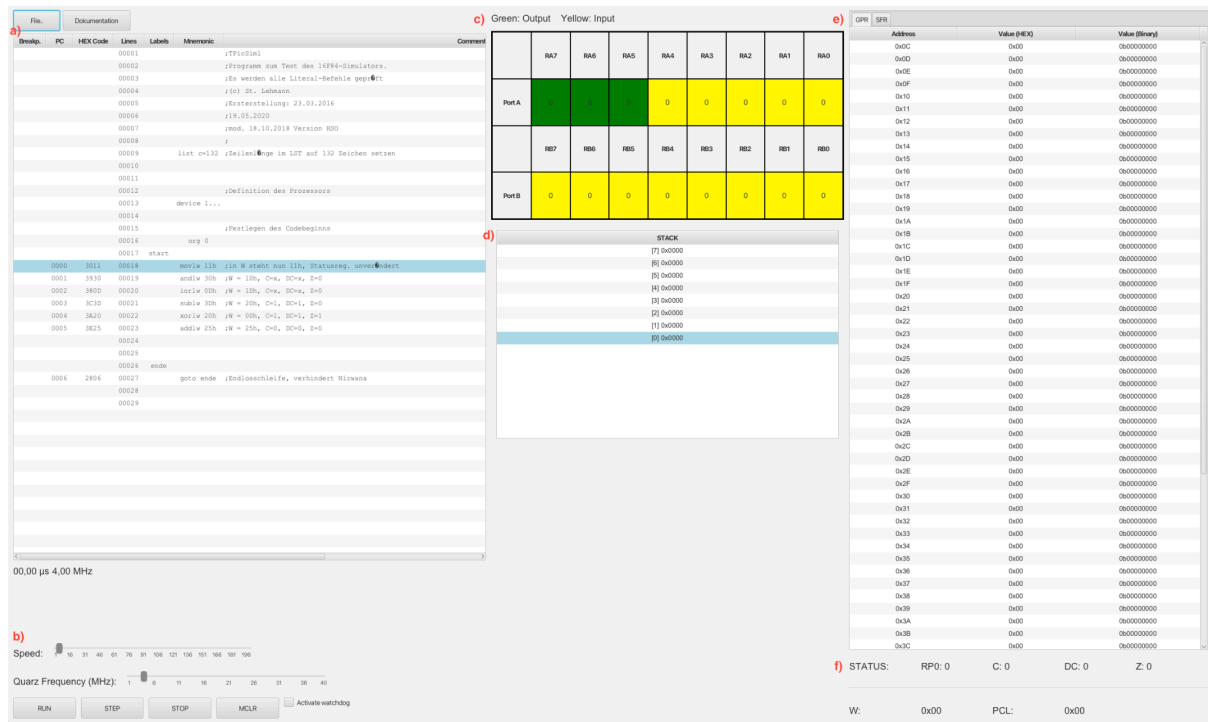 File..
Dokumentation
a)
Breakp. PC HEX Code Lines Labels Mnemonic Comment
00001 ;TPicSim1
00002 ;Programm zum Test des 16F84-Simulators.
00003 ;Es werden alle Literal-Befehle gepr�ft
00004 ;(c) St. Lehmann
00005 ;Ersterstellung: 23.03.2016
00006 ;19.05.2020
00007 ;mod. 18.10.2018 Version HSO
00008 ;
00009 list c=132 ;Zeilenl�nge im LST auf 132 Zeichen setzen
00010
00011
00012 ;Definition des Prozessors
00013 device 1...
00014
00015 ;Festlegen des Codebeginns
00016 org 0
00017 start
0000 3011 00018 movlw 11h ;in W steht nun 11h, Statusreg. unver�ndert
0001 3930 00019 andlw 30h ;W = 10h, C=x, DC=x, Z=0
0002 380D 00020 iorlw 0Dh ;W = 1Dh, C=x, DC=x, Z=0
0003 3C3D 00021 sublw 3Dh ;W = 20h, C=1, DC=1, Z=0
0004 3A20 00022 xorlw 20h ;W = 00h, C=1, DC=1, Z=1
0005 3E25 00023 addlw 25h ;W = 25h, C=0, DC=0, Z=0
00024
00025
00026 ende
0006 2806 00027 goto ende ;Endlosschleife, verhindert Nirwana
00028
00029
00,00 µs 4,00 MHz
b)
Speed: 1 16 31 46 61 76 91 106 121 136 151 166 181 196
Quarz Frequency (MHz): 1 6 11 16 21 26 31 36 40
RUN STEP STOP MCLR Activate watchdog
c) Green: Output Yellow: Input
RA7 RA6 RA5 RA4 RA3 RA2 RA1 RA0
Port A 0 0 0 0 0 0 0 0
RB7 RB6 RB5 RB4 RB3 RB2 RB1 RB0
Port B 0 0 0 0 0 0 0 0
d)
STACK
[7] 0x0000
[6] 0x0000
[5] 0x0000
[4] 0x0000
[3] 0x0000
[2] 0x0000
[1] 0x0000
[0] 0x0000
e)
GPR SFR
Address Value (HEX) Value (Binary)
0x0C 0x00 0b00000000
0x0D 0x00 0b00000000
0x0E 0x00 0b00000000
0x0F 0x00 0b00000000
0x10 0x00 0b00000000
0x11 0x00 0b00000000
0x12 0x00 0b00000000
0x13 0x00 0b00000000
0x14 0x00 0b00000000
0x15 0x00 0b00000000
0x16 0x00 0b00000000
0x17 0x00 0b00000000
0x18 0x00 0b00000000
0x19 0x00 0b00000000
0x1A 0x00 0b00000000
0x1B 0x00 0b00000000
0x1C 0x00 0b00000000
0x1D 0x00 0b00000000
0x1E 0x00 0b00000000
0x1F 0x00 0b00000000
0x20 0x00 0b00000000
0x21 0x00 0b00000000
0x22 0x00 0b00000000
0x23 0x00 0b00000000
0x24 0x00 0b00000000
0x25 0x00 0b00000000
0x26 0x00 0b00000000
0x27 0x00 0b00000000
0x28 0x00 0b00000000
0x29 0x00 0b00000000
0x2A 0x00 0b00000000
0x2B 0x00 0b00000000
0x2C 0x00 0b00000000
0x2D 0x00 0b00000000
0x2E 0x00 0b00000000
0x2F 0x00 0b00000000
0x30 0x00 0b00000000
0x31 0x00 0b00000000
0x32 0x00 0b00000000
0x33 0x00 0b00000000
0x34 0x00 0b00000000
0x35 0x00 0b00000000
0x36 0x00 0b00000000
0x37 0x00 0b00000000
0x38 0x00 0b00000000
0x39 0x00 0b00000000
0x3A 0x00 0b00000000
0x3B 0x00 0b00000000
0x3C 0x00 0b00000000
f) STATUS: RP0: 0 C: 0 DC: 0 Z: 0
W: 0x00 PCL: 0x00